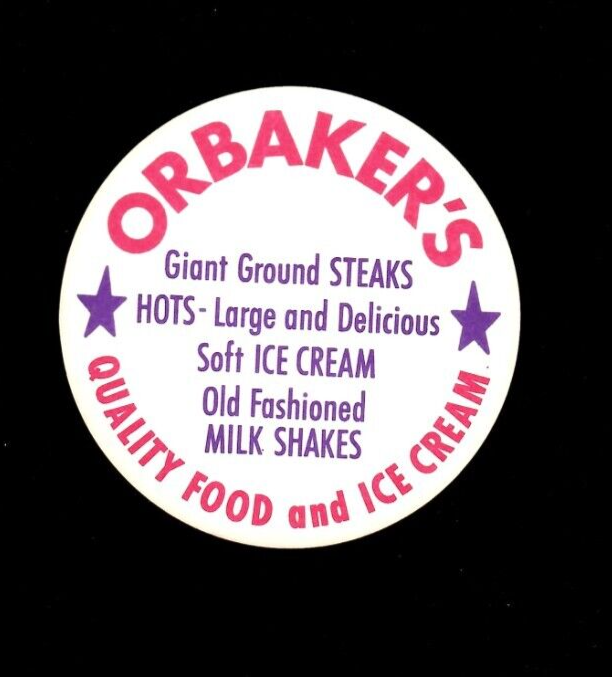 ORBAKER'S
Giant Ground STEAKS
HOTS - Large and Delicious
Soft ICE CREAM
Old Fashioned
MILK SHAKES
QUALITY FOOD and ICE CREAM